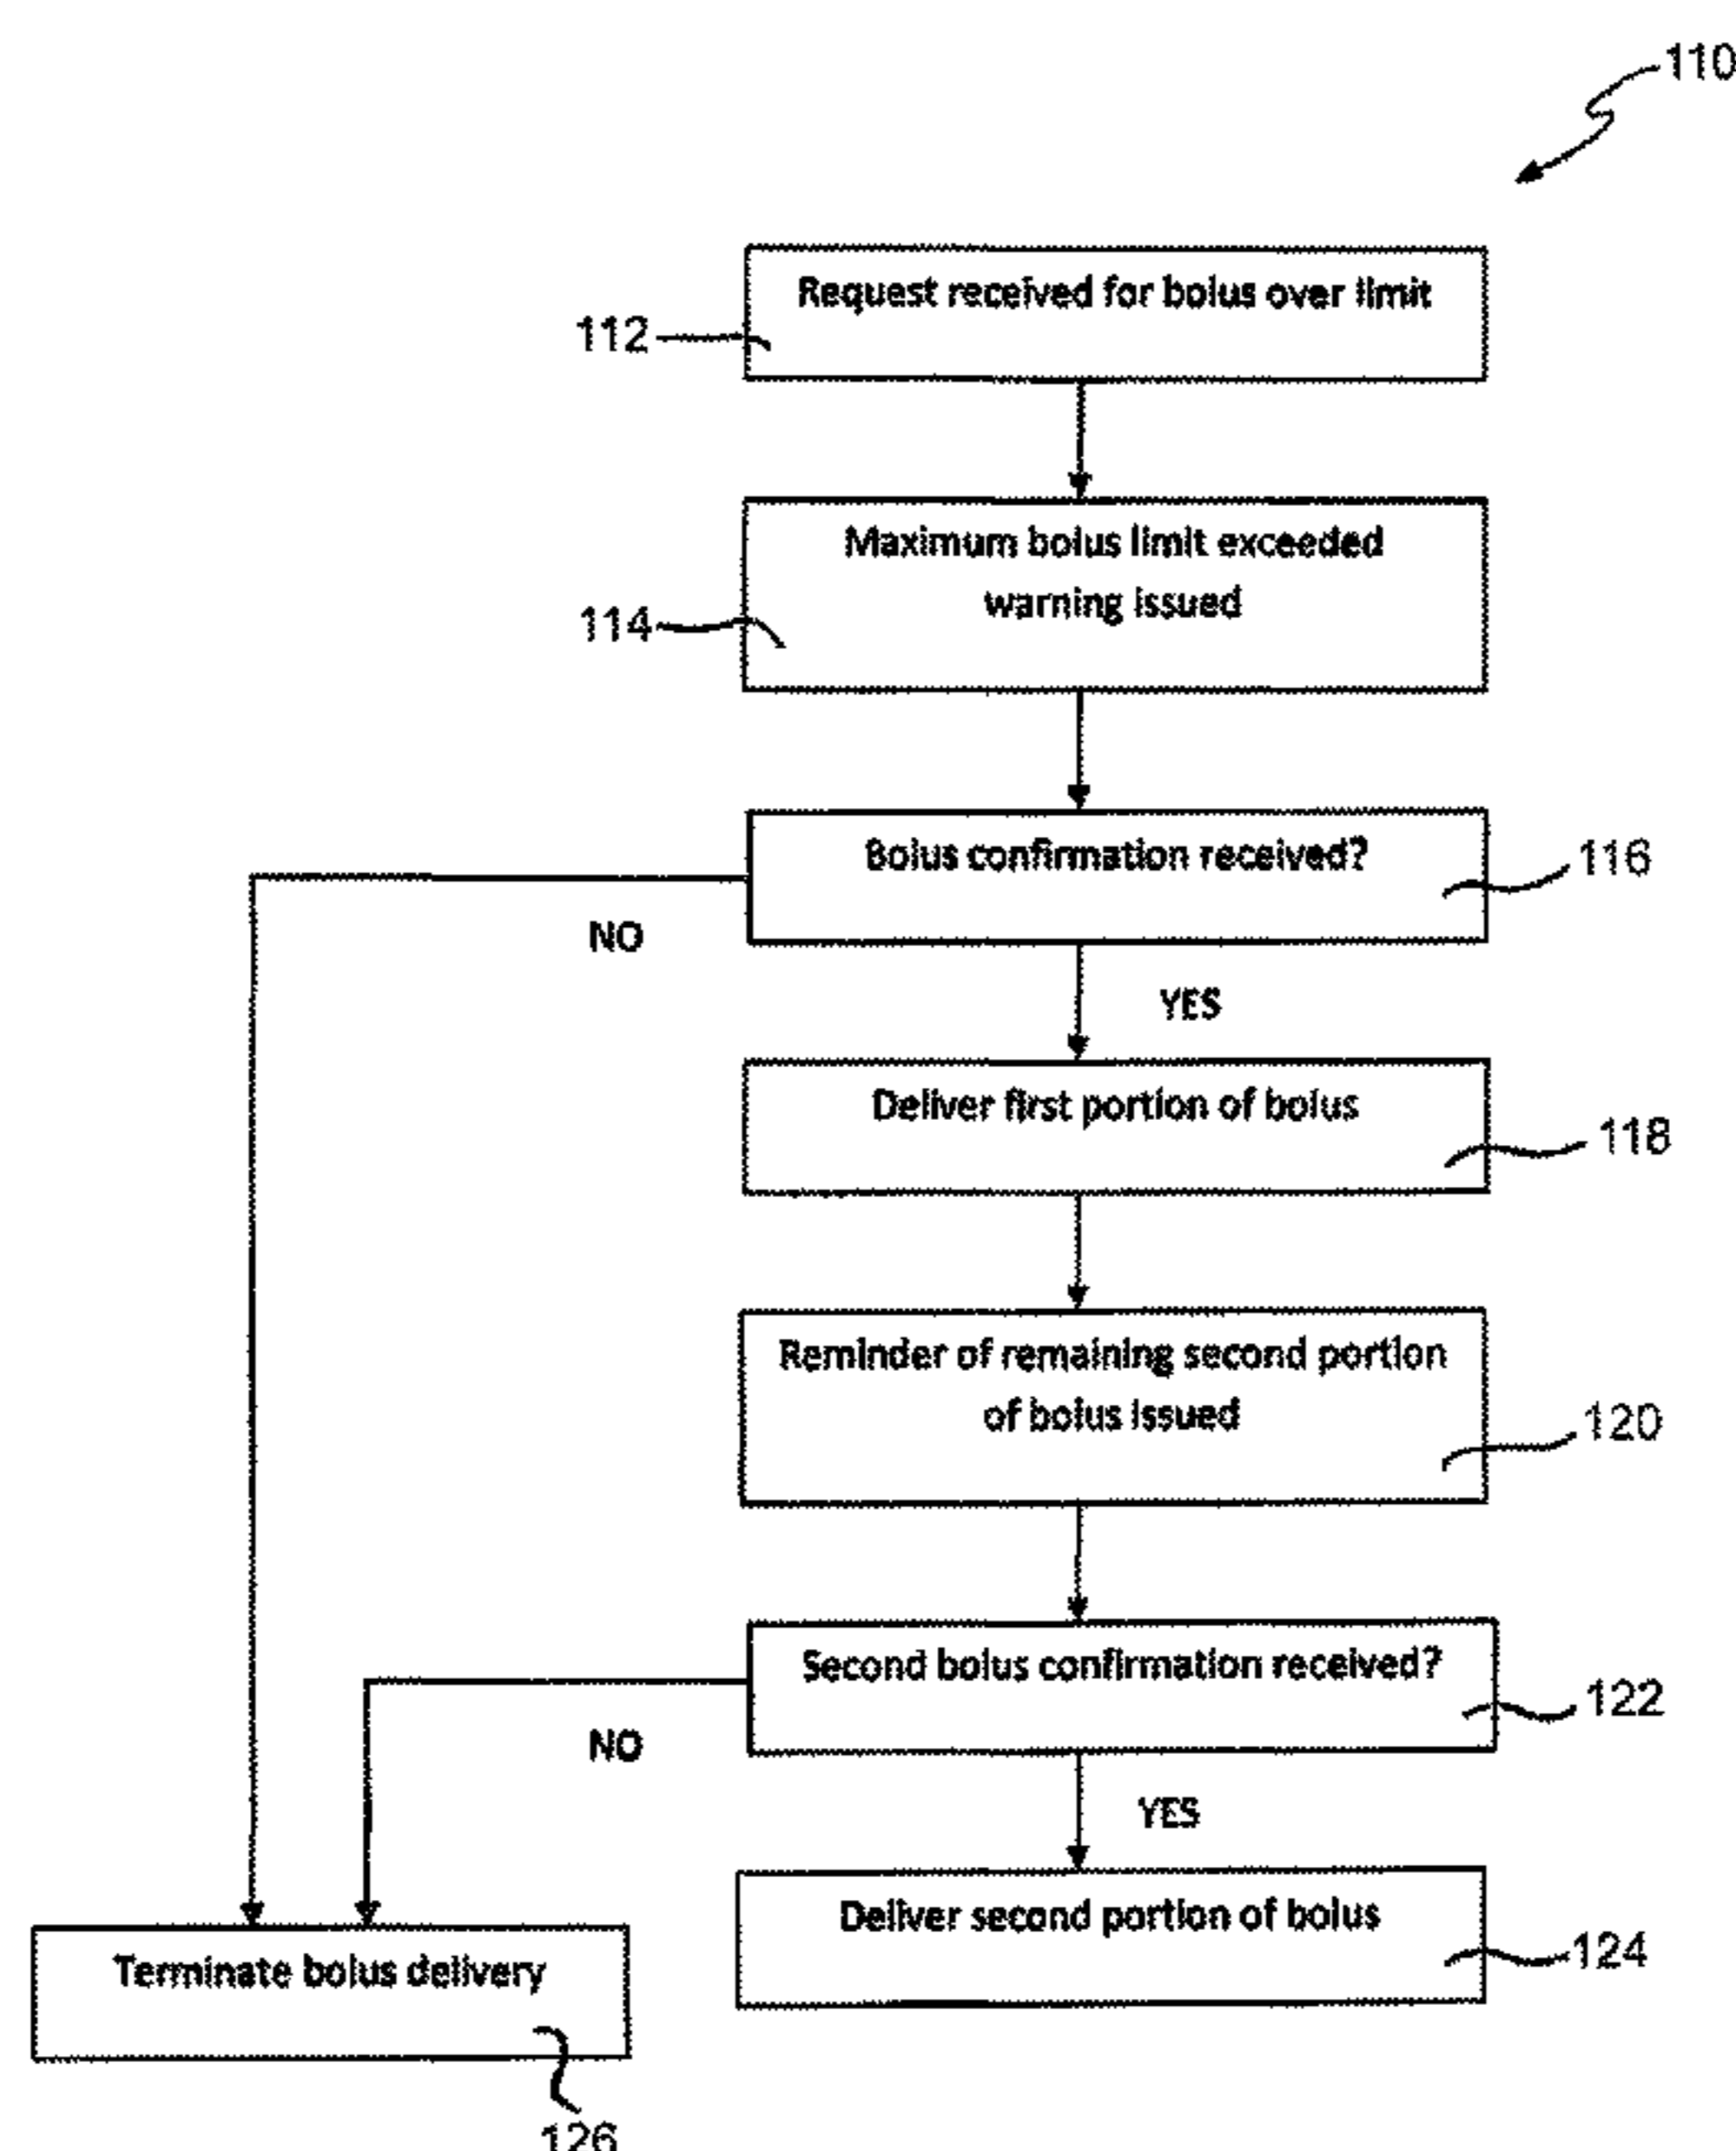 110
Request received for bolus over limit
112
Maximum bolus limit exceeded
warning issued
114
Bolus confirmation received?
116
NO
YES
Deliver first portion of bolus
118
Reminder of remaining second portion
of bolus issued
120
Second bolus confirmation received?
122
NO
YES
Deliver second portion of bolus
124
Terminate bolus delivery
126